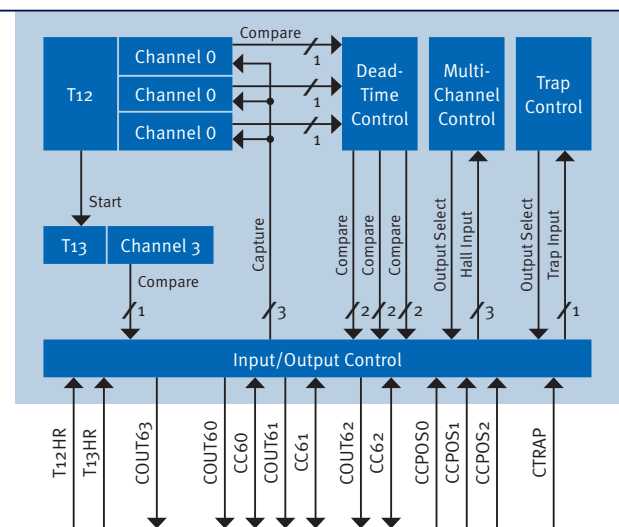 Compare
T12
Channel 0
Channel 0
Channel 0
1
1
1
Dead-
Time
Control
Multi-
Channel
Control
Trap
Control
Start
T13
Channel 3
Compare
1
Capture
3
Compare
Compare
Compare
2
2
2
Output Select
Hall Input
3
Output Select
Trap Input
1
Input/Output Control
T12HR
T13HR
COUT63
COUT60
CC60
COUT61
CC61
COUT62
CC62
CCPOS0
CCPOS1
CCPOS2
CTRAP